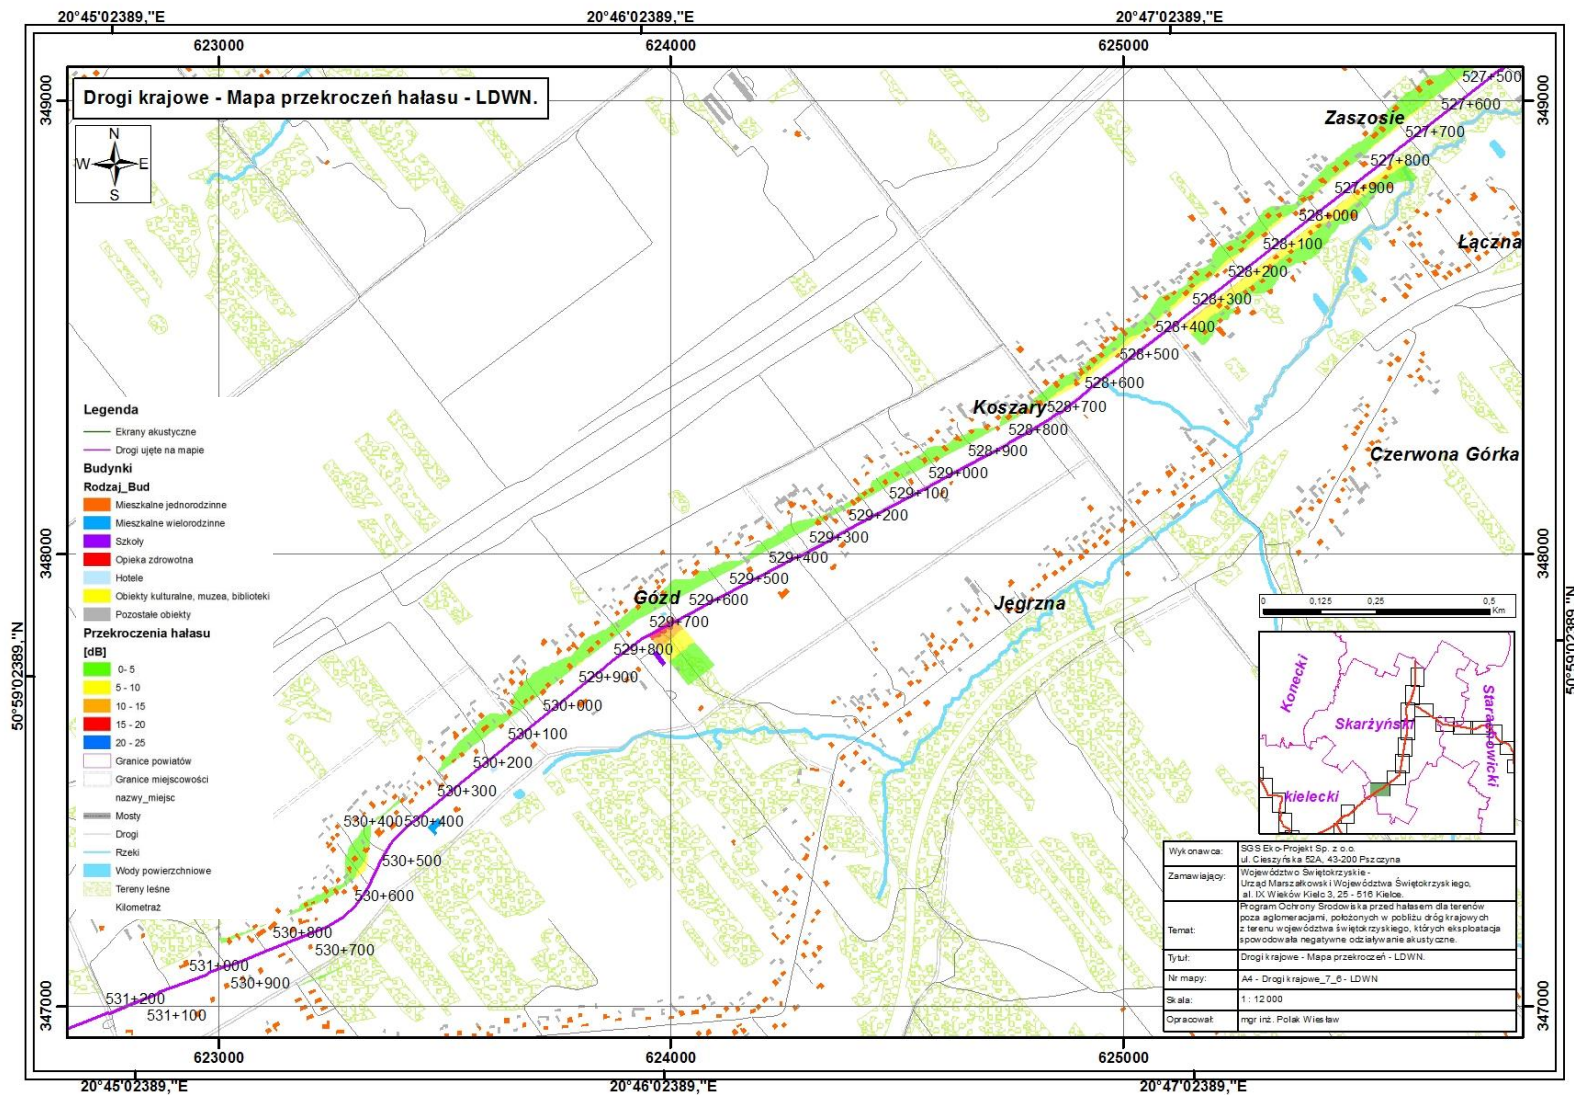 20°45'02389,"E
20°46'02389,"E
20°47'02389,"E
623000
624000
625000
Drogi krajowe - Mapa przekroczeń hałasu - LDWN.
N
W
E
S
349000
349000
527+500
527+600
Zaszosie
527+700
527+800
527+900
528+000
Łączna
528+100
528+200
528+300
528+400
528+500
528+600
Koszary
528+700
528+800
528+900
Czerwona Górka
529+000
529+100
529+200
529+300
348000
348000
529+400
529+500
Gózd
529+600
Jęgrzna
529+700
529+800
529+900
530+000
530+100
530+200
530+300
530+400
530+400
530+500
530+600
530+800
530+700
531+000
530+900
531+200
531+100
347000
347000
50°59'02389,"N
50°59'02389,"N
Legenda
Ekrany akustyczne
Drogi ujęte na mapie
Budynki
Rodzaj_Bud
Mieszkalne jednorodzinne
Mieszkalne wielorodzinne
Szkoły
Opieka zdrowotna
Hotele
Obiekty kulturalne, muzea, biblioteki
Pozostałe obiekty
Przekroczenia hałasu
[dB]
0- 5
5 - 10
10 - 15
15 - 20
20 - 25
Granice powiatów
Granice miejscowości
nazwy_miejsc
Mosty
Drogi
Rzeki
Wody powierzchniowe
Tereny leśne
Kilometraż
0 0,125 0,25 0,5
Km
Konecki
Skarżyński
Starachowicki
kielecki
Wykonawca: SGS Eko-Projekt Sp. z o.o.
ul. Cieszyńska 52A, 43-200 Pszczyna
Zamawiający: Województwo Świętokrzyskie -
Urząd Marszałkowski Województwa Świętokrzyskiego,
al. IX Wieków Kielc 3, 25 - 516 Kielce.
Temat: Program Ochrony Środowiska przed hałasem dla terenów
poza aglomeracjami, położonych w pobliżu dróg krajowych
z terenu województwa świętokrzyskiego, których eksploatacja
spowodowała negatywne odziaływanie akustyczne.
Tytuł: Drogi krajowe - Mapa przekroczeń - LDWN.
Nr mapy: A4 - Drogi krajowe_7_6 - LDWN
Skala: 1 : 12 000
Opracował: mgr inż. Polak Wiesław
623000
624000
625000
20°45'02389,"E
20°46'02389,"E
20°47'02389,"E